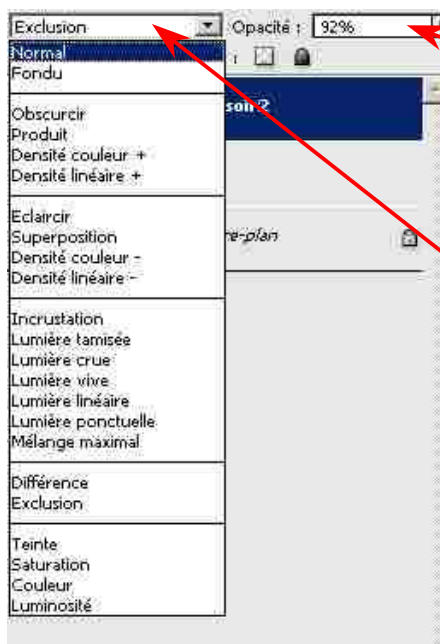 Exclusion Opacité : 92%
Normal :
Fondu
Obscurcir
Produit
Densité couleur +
Densité linéaire +
Eclaircir
Superposition
Densité couleur -
Densité linéaire -
Incrustation
Lumière tamisée
Lumière crue
Lumière vive
Lumière linéaire
Lumière ponctuelle
Mélange maximal
Différence
Exclusion
Teinte
Saturation
Couleur
Luminosité